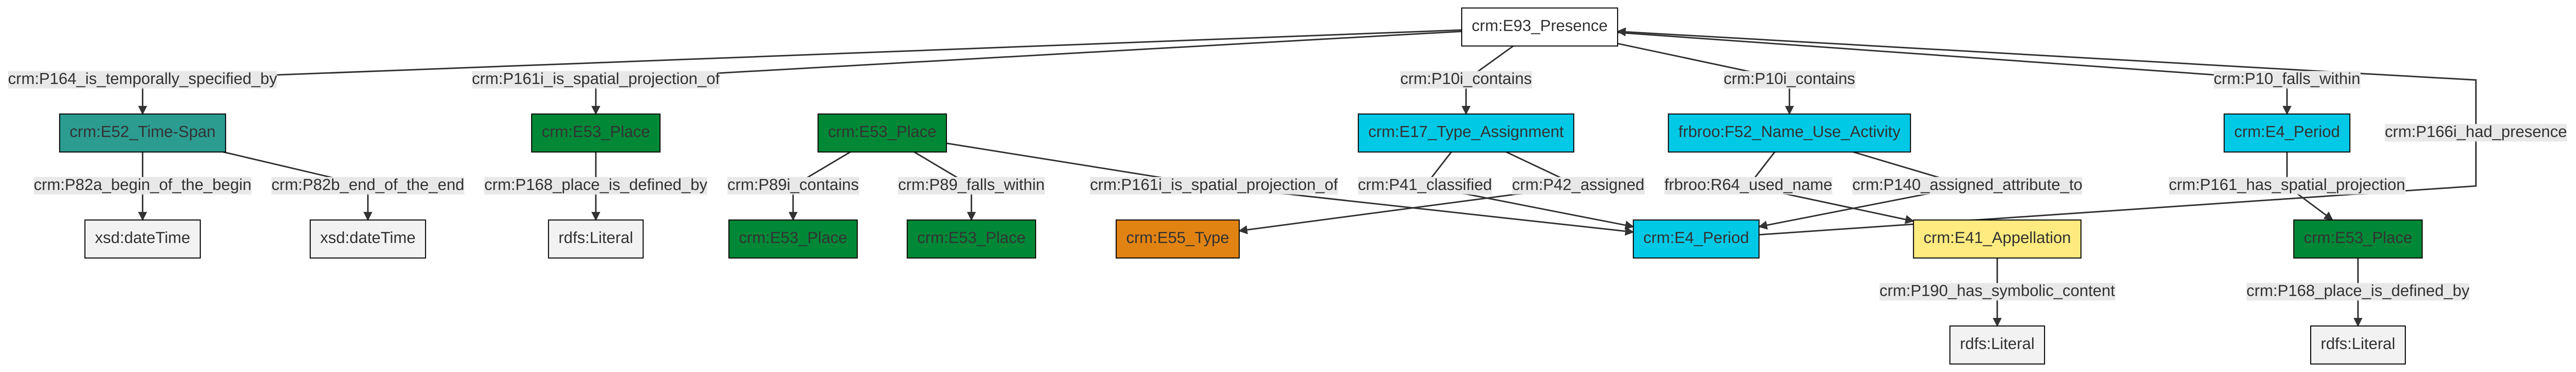 crm:E93_Presence
crm:P164_is_temporally_specified_by
crm:P161i_is_spatial_projection_of
crm:P10i_contains
crm:P10i_contains
crm:P10_falls_within
crm:E52_Time-Span
crm:E53_Place
crm:E53_Place
crm:E17_Type_Assignment
frbroo:F52_Name_Use_Activity
crm:E4_Period
crm:P166i_had_presence
crm:P82a_begin_of_the_begin
crm:P82b_end_of_the_end
crm:P168_place_is_defined_by
crm:P89i_contains
crm:P89_falls_within
crm:P161i_is_spatial_projection_of
crm:P41_classified
crm:P42_assigned
frbroo:R64_used_name
crm:P140_assigned_attribute_to
crm:P161_has_spatial_projection
xsd:dateTime
xsd:dateTime
rdfs:Literal
crm:E53_Place
crm:E53_Place
crm:E55_Type
crm:E4_Period
crm:E41_Appellation
crm:E53_Place
crm:P190_has_symbolic_content
crm:P168_place_is_defined_by
rdfs:Literal
rdfs:Literal